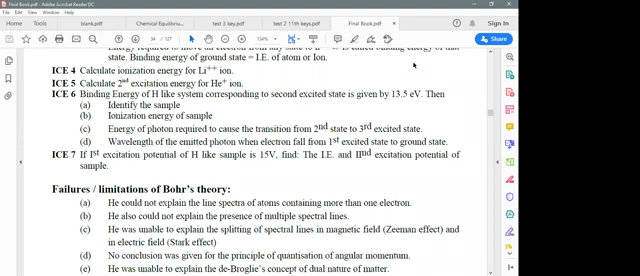 Final Book.pdf - Adobe Acrobat Reader DC
File Edit View Window Help
Home Tools blank.pdf Chemical Equilibriu... test 3 key.pdf test 2 11th keys.pdf Final Book.pdf × Sign In
34 / 127 134% Share
state. Binding energy of ground state = I.E. of atom or Ion.
ICE 4 Calculate ionization energy for Li++ ion.
ICE 5 Calculate 2nd excitation energy for He+ ion.
ICE 6 Binding Energy of H like system corresponding to second excited state is given by 13.5 eV. Then
(a) Identify the sample
(b) Ionization energy of sample
(c) Energy of photon required to cause the transition from 2nd state to 3rd excited state.
(d) Wavelength of the emitted photon when electron fall from 1st excited state to ground state.
ICE 7 If Ist excitation potential of H like sample is 15V, find: The I.E. and IInd excitation potential of
sample.
Failures / limitations of Bohr's theory:
(a) He could not explain the line spectra of atoms containing more than one electron.
(b) He also could not explain the presence of multiple spectral lines.
(c) He was unable to explain the splitting of spectral lines in magnetic field (Zeeman effect) and
in electric field (Stark effect)
(d) No conclusion was given for the principle of quantisation of angular momentum.
(e) He was unable to explain the de-Broglie's concept of dual nature of matter.